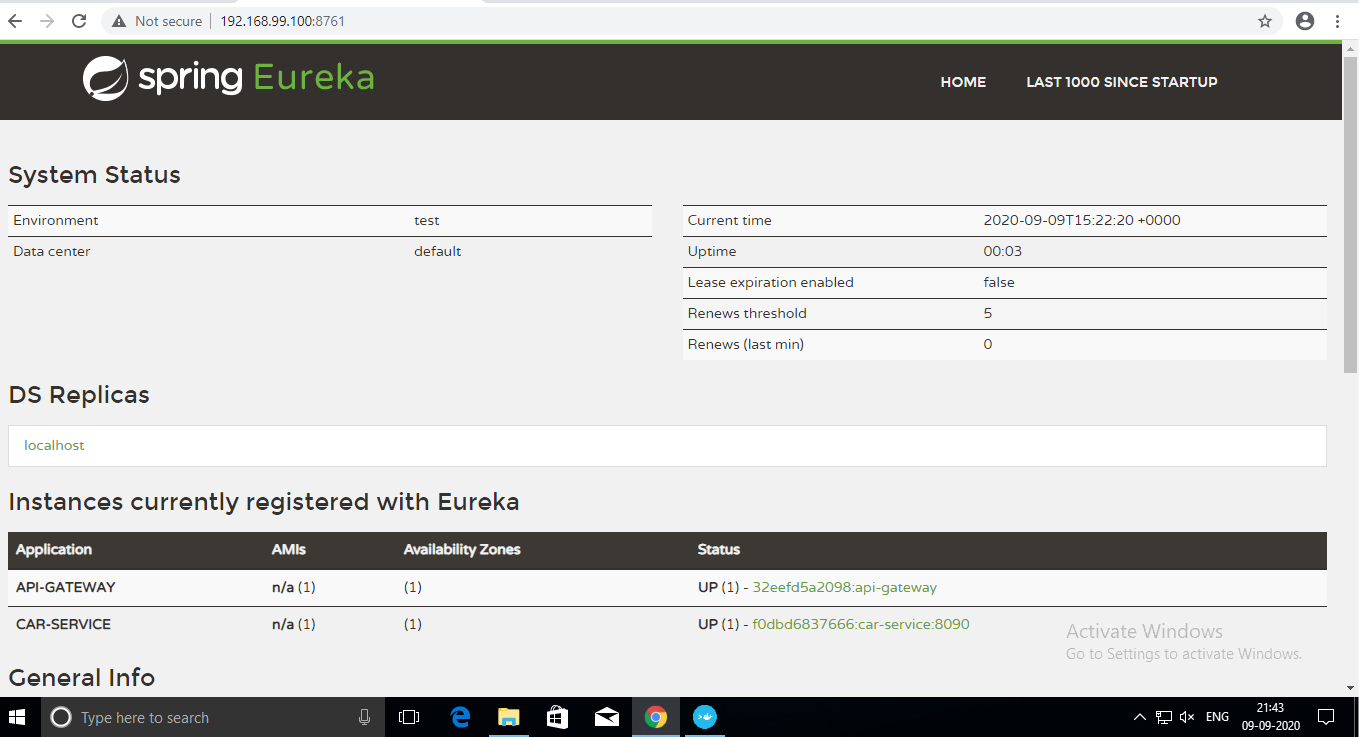 Not secure | 192.168.99.100:8761
spring Eureka
HOME LAST 1000 SINCE STARTUP
System Status
Environment test
Data center default
Current time 2020-09-09T15:22:20 +0000
Uptime 00:03
Lease expiration enabled false
Renews threshold 5
Renews (last min) 0
DS Replicas
localhost
Instances currently registered with Eureka
Application AMIs Availability Zones Status
API-GATEWAY n/a (1) (1) UP (1) - 32eefd5a2098:api-gateway
CAR-SERVICE n/a (1) (1) UP (1) - f0dbd6837666:car-service:8090
Activate Windows
Go to Settings to activate Windows.
General Info
Type here to search
ENG
21:43
09-09-2020